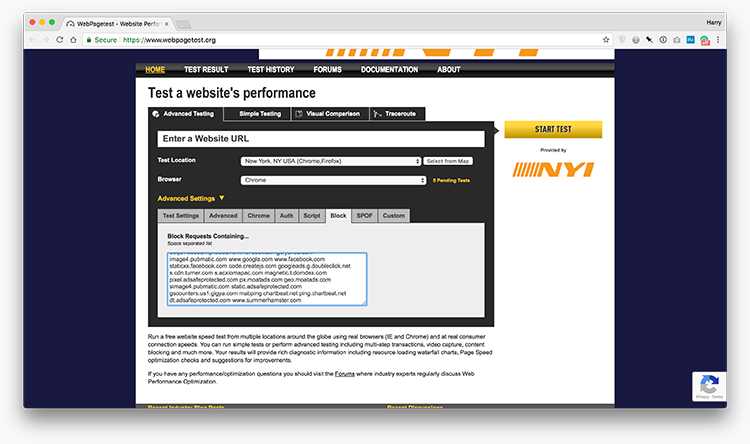 WebPagetest - Website Perfor
Harry
Secure https://www.webpagetest.org
NYI
HOME TEST RESULT TEST HISTORY FORUMS DOCUMENTATION ABOUT
Test a website's performance
Advanced Testing Simple Testing Visual Comparison Traceroute
START TEST
Enter a Website URL
Provided by
NYI
Test Location New York, NY USA (Chrome,Firefox) Select from Map
Browser Chrome 5 Pending Tests
Advanced Settings ▼
Test Settings Advanced Chrome Auth Script Block SPOF Custom
Block Requests Containing...
Space separated list
image4.pubmatic.com www.google.com www.facebook.com
staticxx.facebook.com code.createjs.com googleads.g.doubleclick.net
s.cdn.turner.com s.acxiomapac.com magnetic.t.domdex.com
pixel.adsafeprotected.com px.moatads.com geo.moatads.com
simage4.pubmatic.com static.adsafeprotected.com
gscounters.us1.gigya.com mabping.chartbeat.net ping.chartbeat.net
dt.adsafeprotected.com www.summerhamster.com
Run a free website speed test from multiple locations around the globe using real browsers (IE and Chrome) and at real consumer
connection speeds. You can run simple tests or perform advanced testing including multi-step transactions, video capture, content
blocking and much more. Your results will provide rich diagnostic information including resource loading waterfall charts, Page Speed
optimization checks and suggestions for improvements.
If you have any performance/optimization questions you should visit the Forums where industry experts regularly discuss Web
Performance Optimization.
Privacy - Terms
Recent Industry Blog Posts Recent Discussions